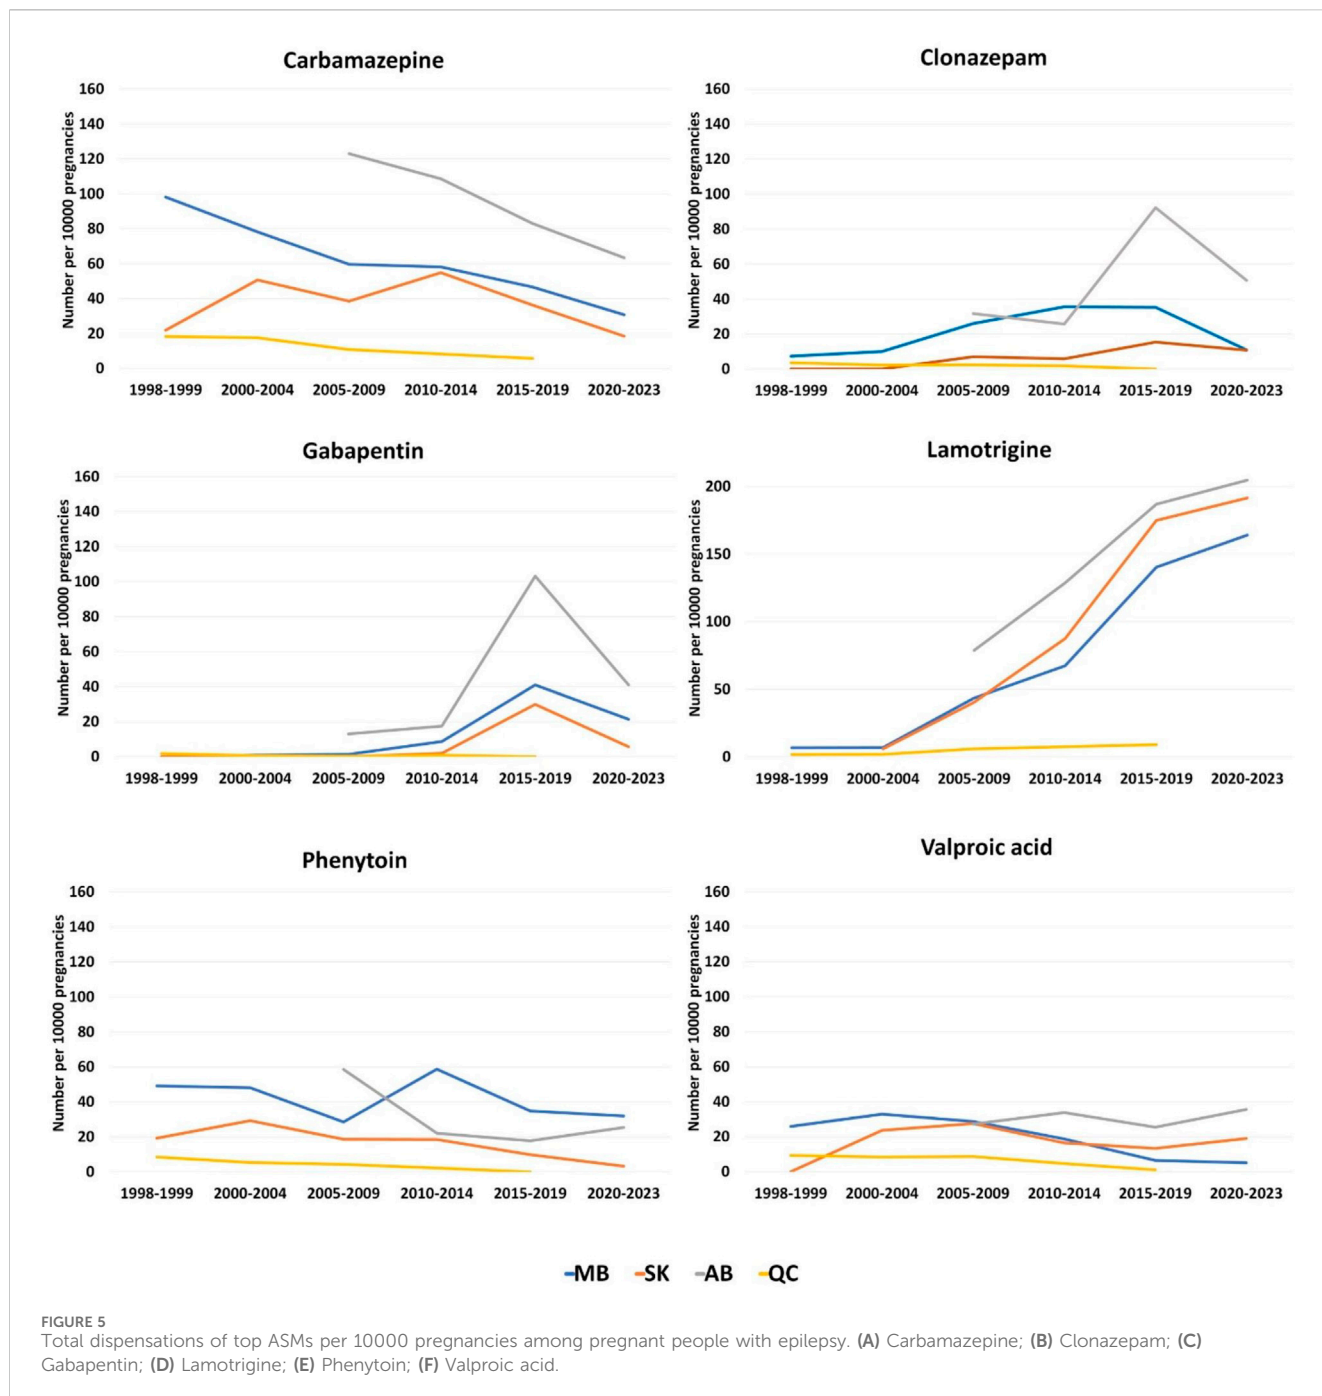 Carbamazepine
Number per 10000 pregnancies
160
140
120
100
80
60
40
20
0
1998-1999 2000-2004 2005-2009 2010-2014 2015-2019 2020-2023
Clonazepam
Number per 10000 pregnancies
160
140
120
100
80
60
40
20
0
1998-1999 2000-2004 2005-2009 2010-2014 2015-2019 2020-2023
Gabapentin
Number per 10000 pregnancies
160
140
120
100
80
60
40
20
0
1998-1999 2000-2004 2005-2009 2010-2014 2015-2019 2020-2023
Lamotrigine
Number per 10000 pregnancies
200
150
100
50
0
1998-1999 2000-2004 2005-2009 2010-2014 2015-2019 2020-2023
Phenytoin
Number per 10000 pregnancies
160
140
120
100
80
60
40
20
0
1998-1999 2000-2004 2005-2009 2010-2014 2015-2019 2020-2023
Valproic acid
Number per 10000 pregnancies
160
140
120
100
80
60
40
20
0
1998-1999 2000-2004 2005-2009 2010-2014 2015-2019 2020-2023
MB SK AB QC
FIGURE 5
Total dispensations of top ASMs per 10000 pregnancies among pregnant people with epilepsy. (A) Carbamazepine; (B) Clonazepam; (C)
Gabapentin; (D) Lamotrigine; (E) Phenytoin; (F) Valproic acid.